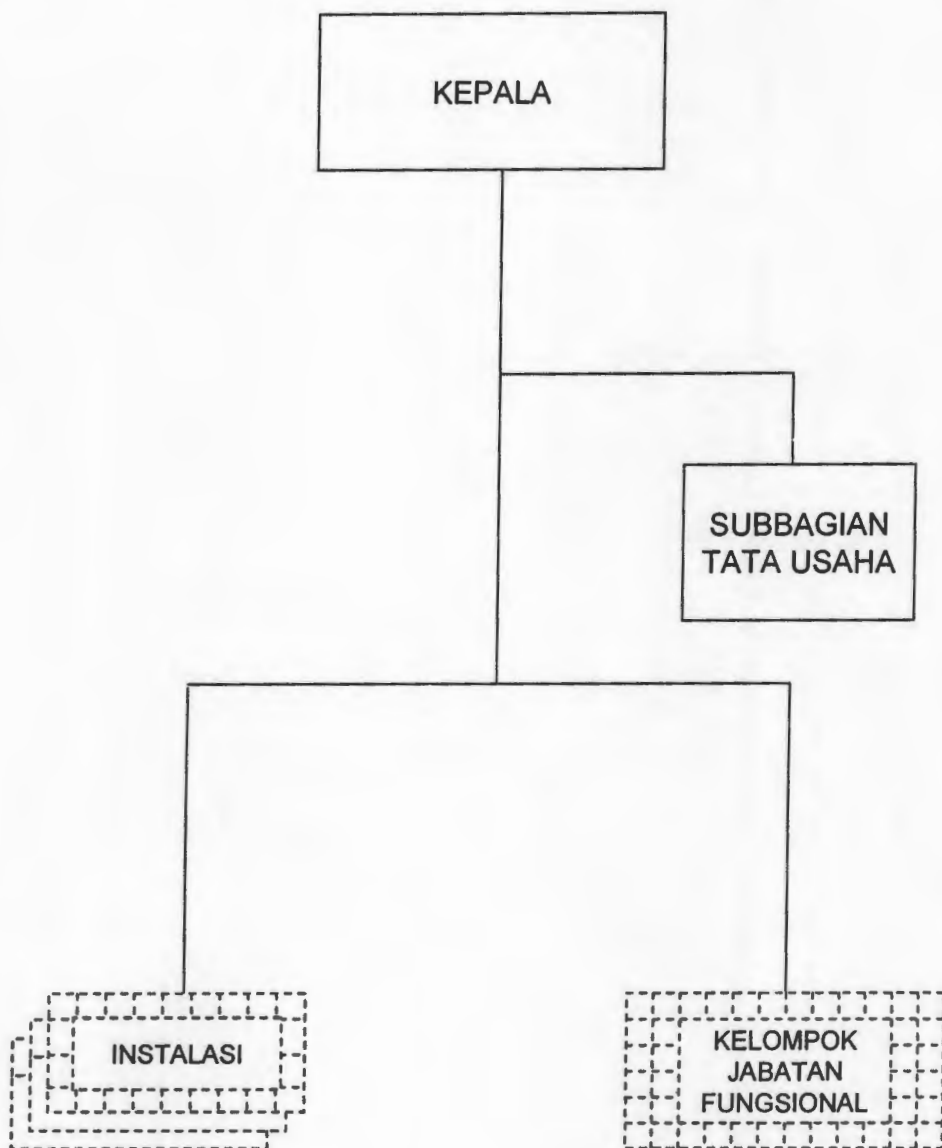 KEPALA
SUBBAGIAN
TATA USAHA
INSTALASI
KELOMPOK
JABATAN
FUNGSIONAL